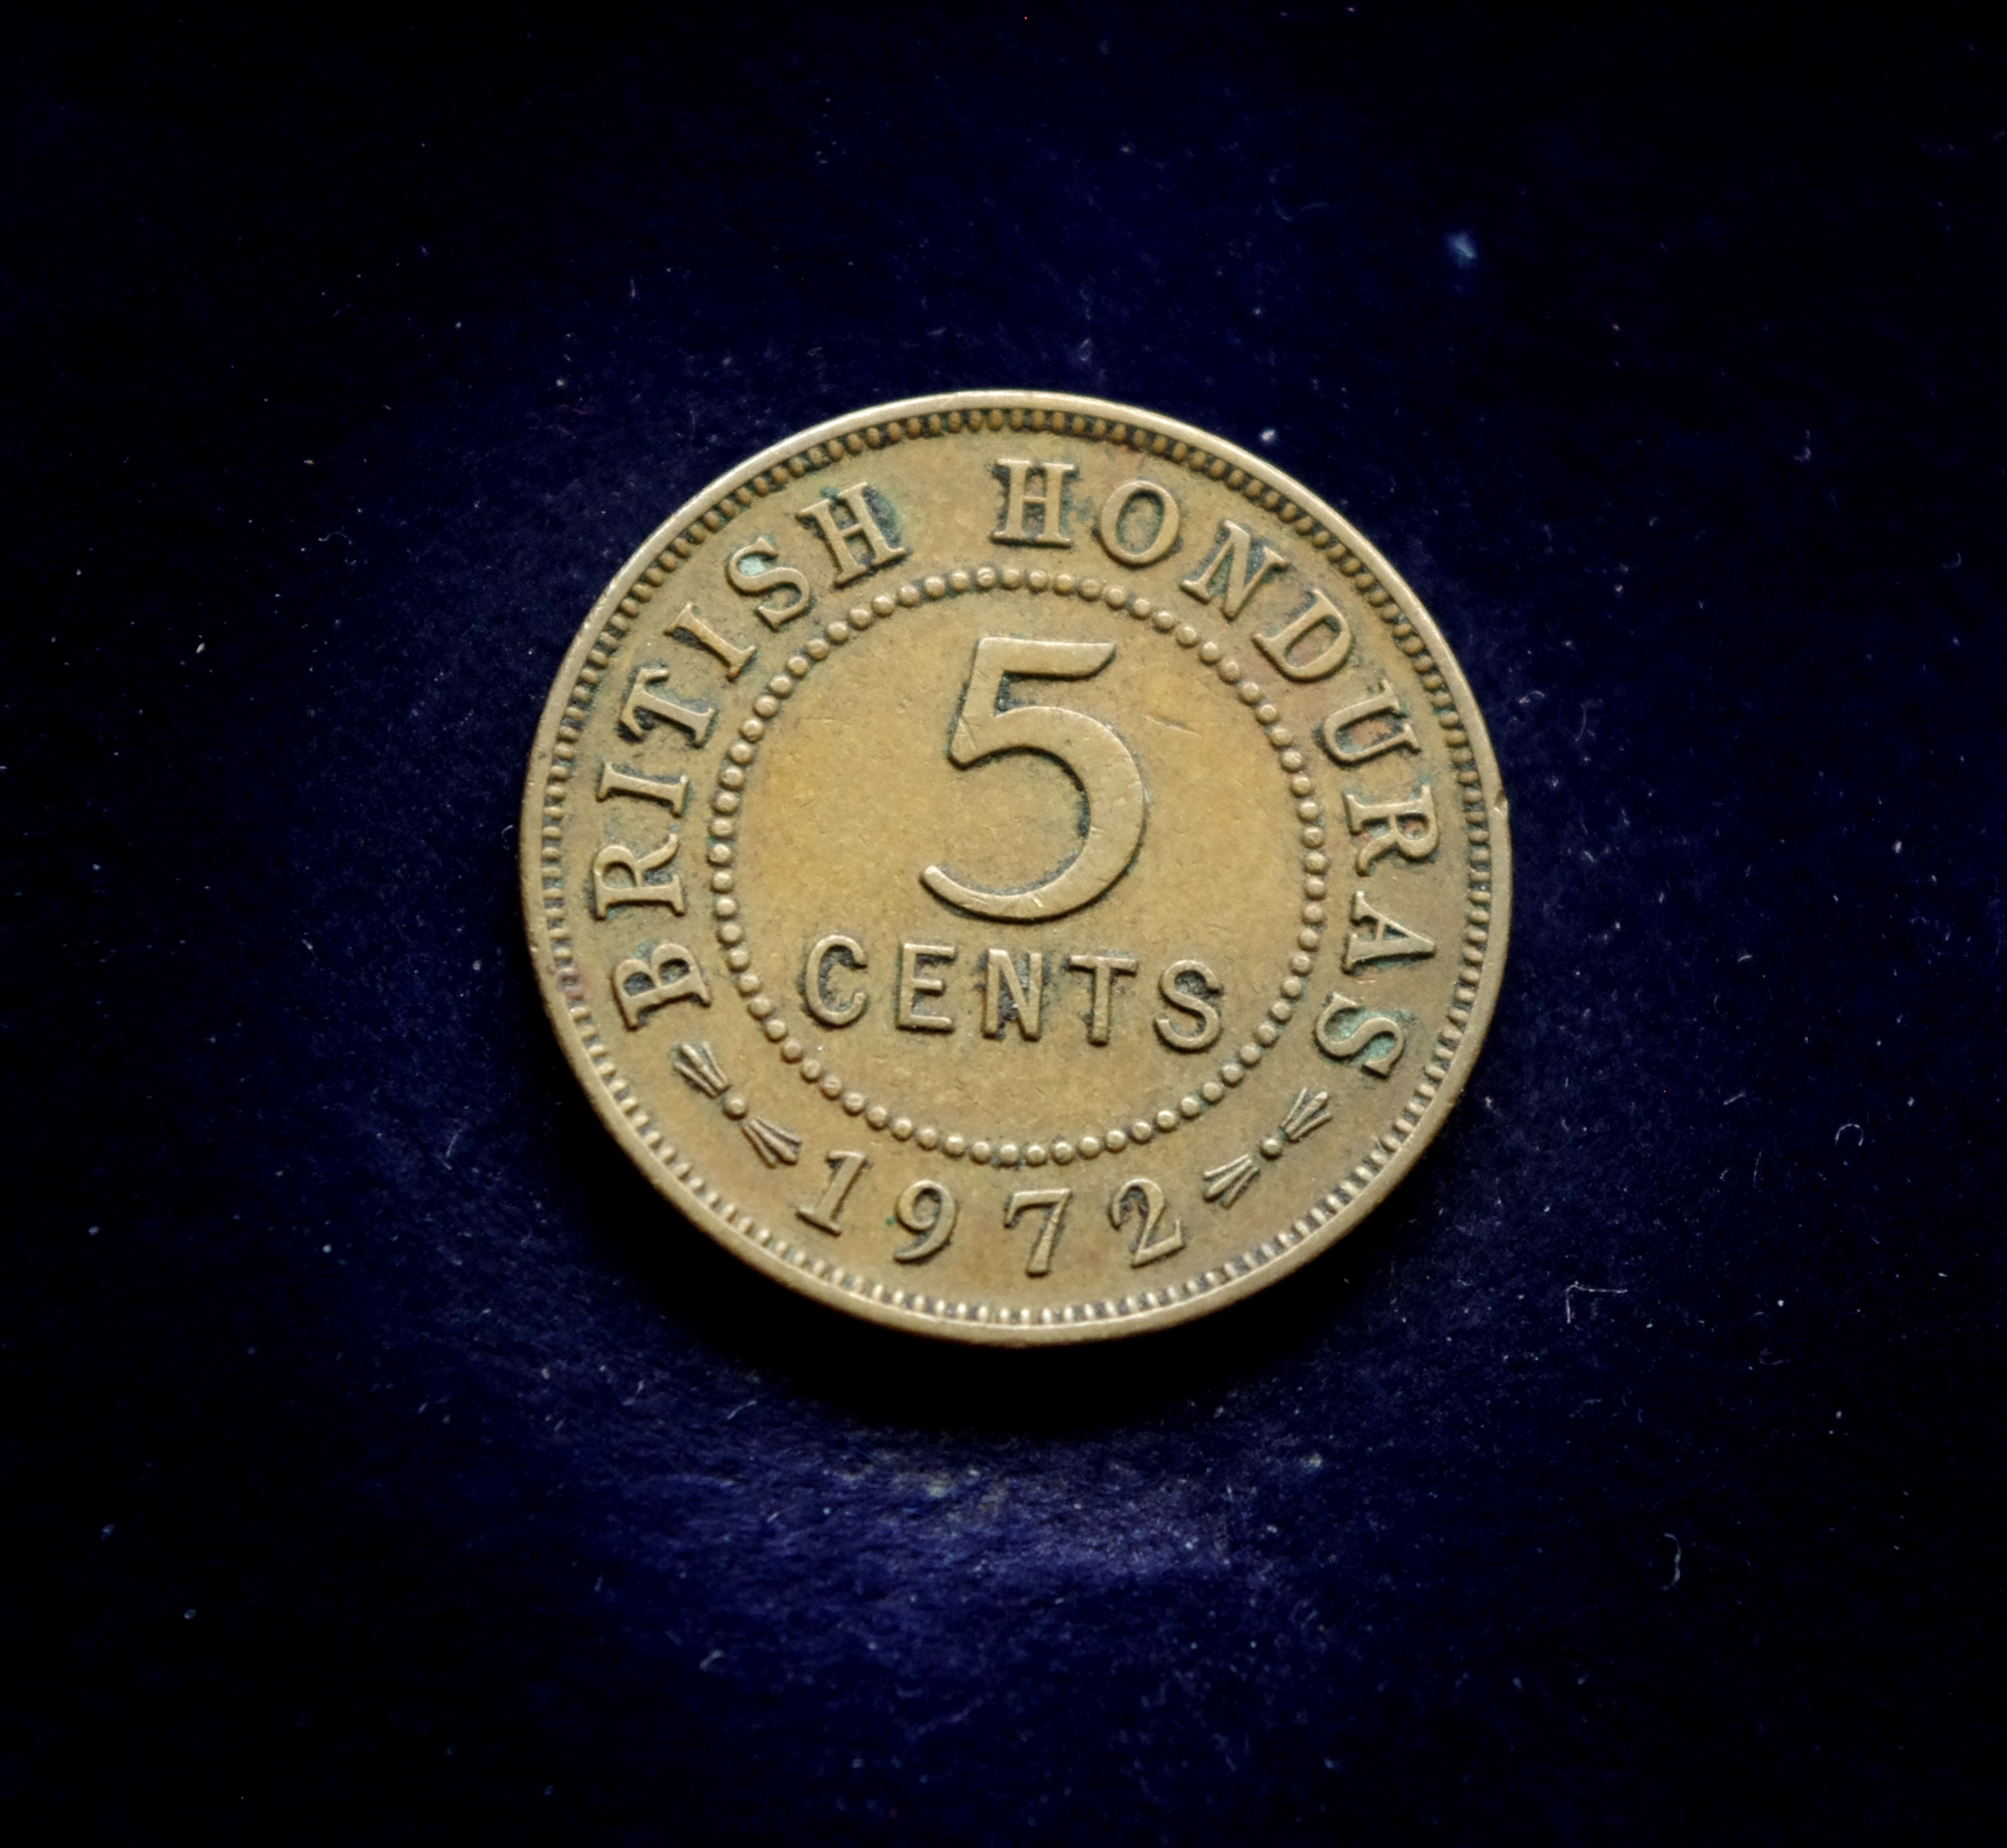 BRITISH HONDURAS
5
CENTS
1972